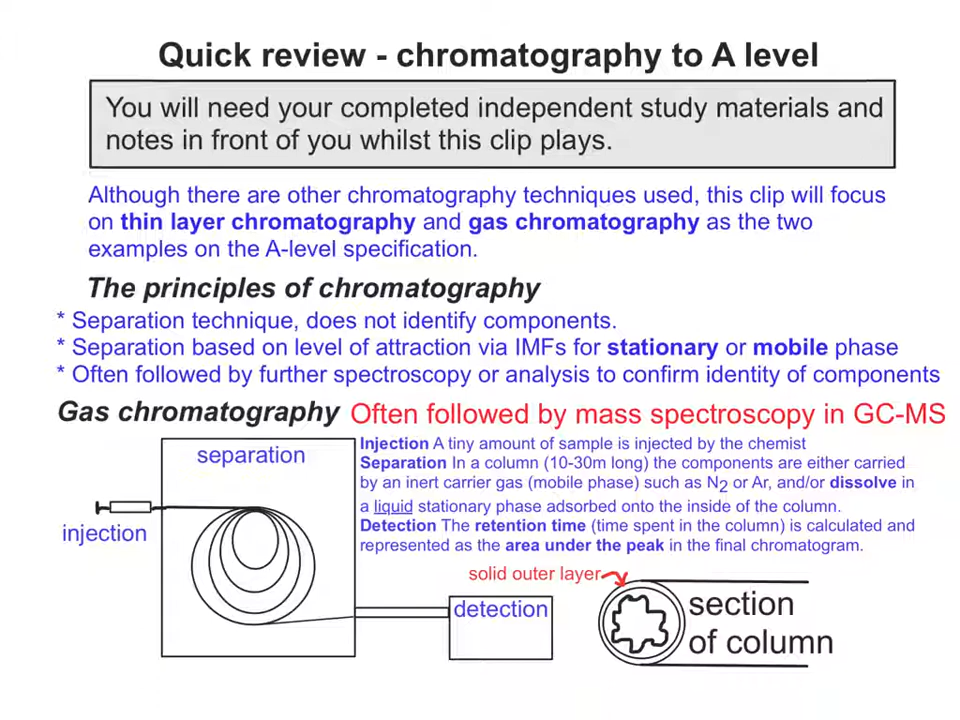 Quick review - chromatography to A level
You will need your completed independent study materials and
notes in front of you whilst this clip plays.
Although there are other chromatography techniques used, this clip will focus
on thin layer chromatography and gas chromatography as the two
examples on the A-level specification.
The principles of chromatography
* Separation technique, does not identify components.
* Separation based on level of attraction via IMFs for stationary or mobile phase
* Often followed by further spectroscopy or analysis to confirm identity of components
Gas chromatography Often followed by mass spectroscopy in GC-MS
separation
injection
Injection A tiny amount of sample is injected by the chemist
Separation In a column (10-30m long) the components are either carried
by an inert carrier gas (mobile phase) such as N2 or Ar, and/or dissolve in
a liquid stationary phase adsorbed onto the inside of the column.
Detection The retention time (time spent in the column) is calculated and
represented as the area under the peak in the final chromatogram.
solid outer layer
detection
section
of column